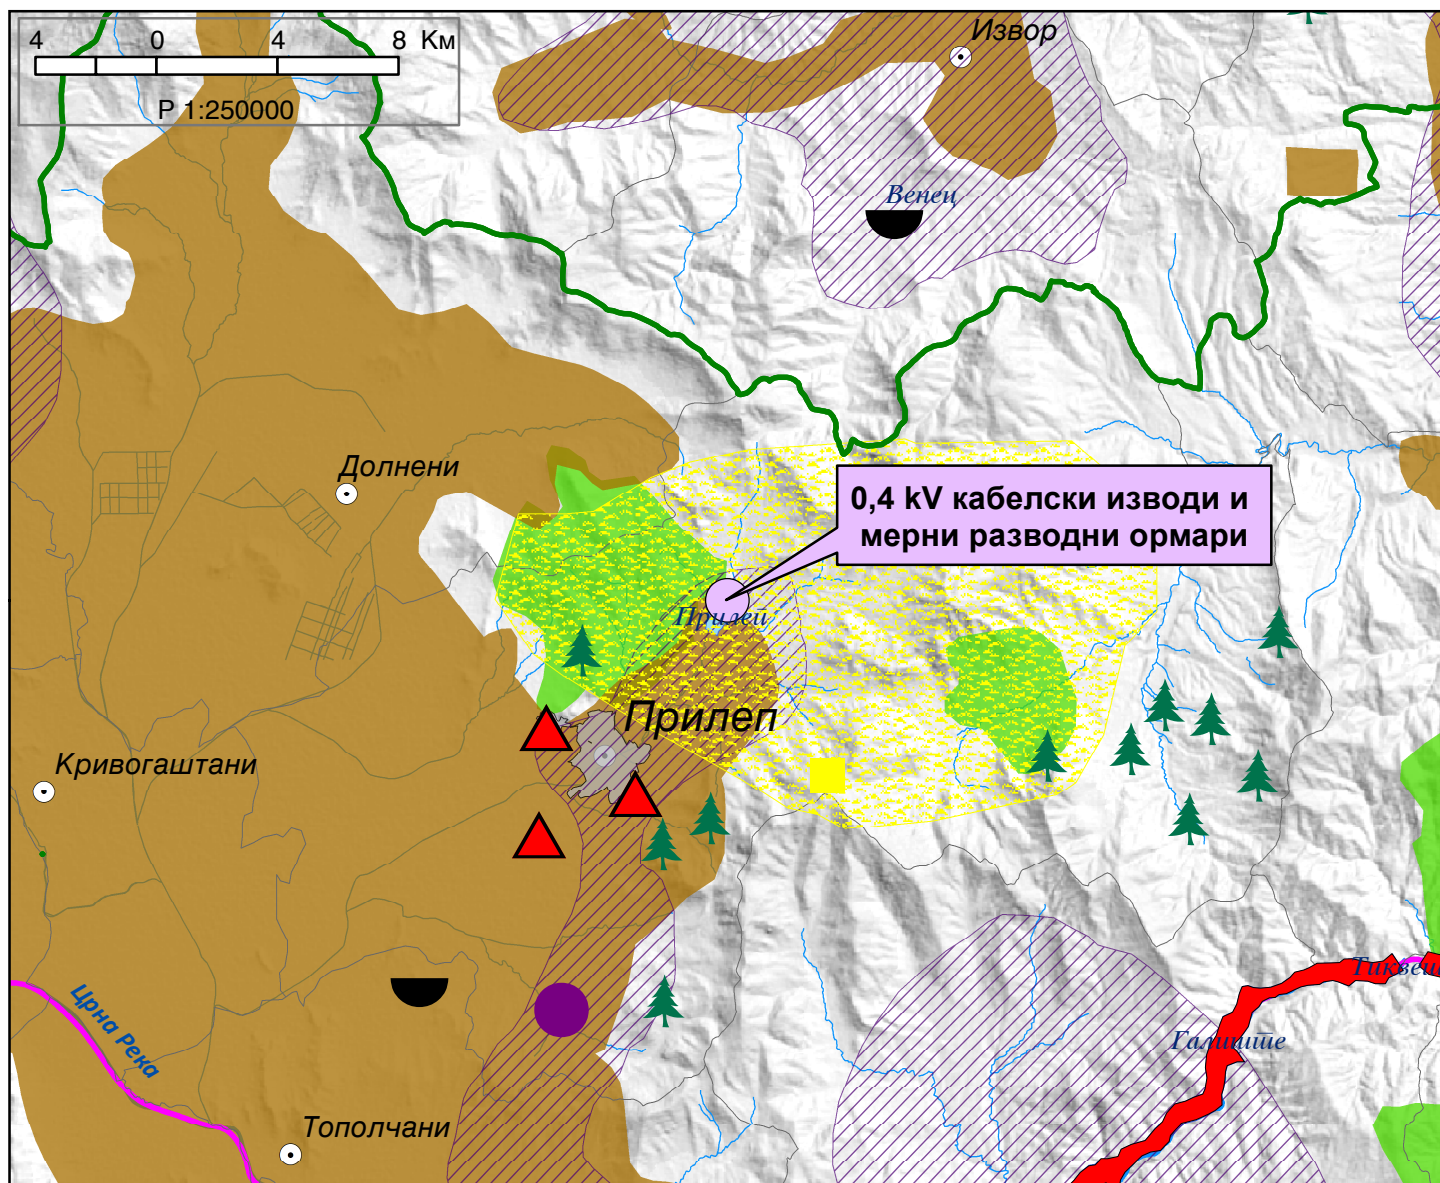 4 0 4 8 Км
Р 1:250000
Извор
Венец
Долнени
0,4 kV кабелски изводи и
мерни разводни ормари
Прилеп
Прилеп
Кривогаштани
Црна Река
Галиште
Тополчани